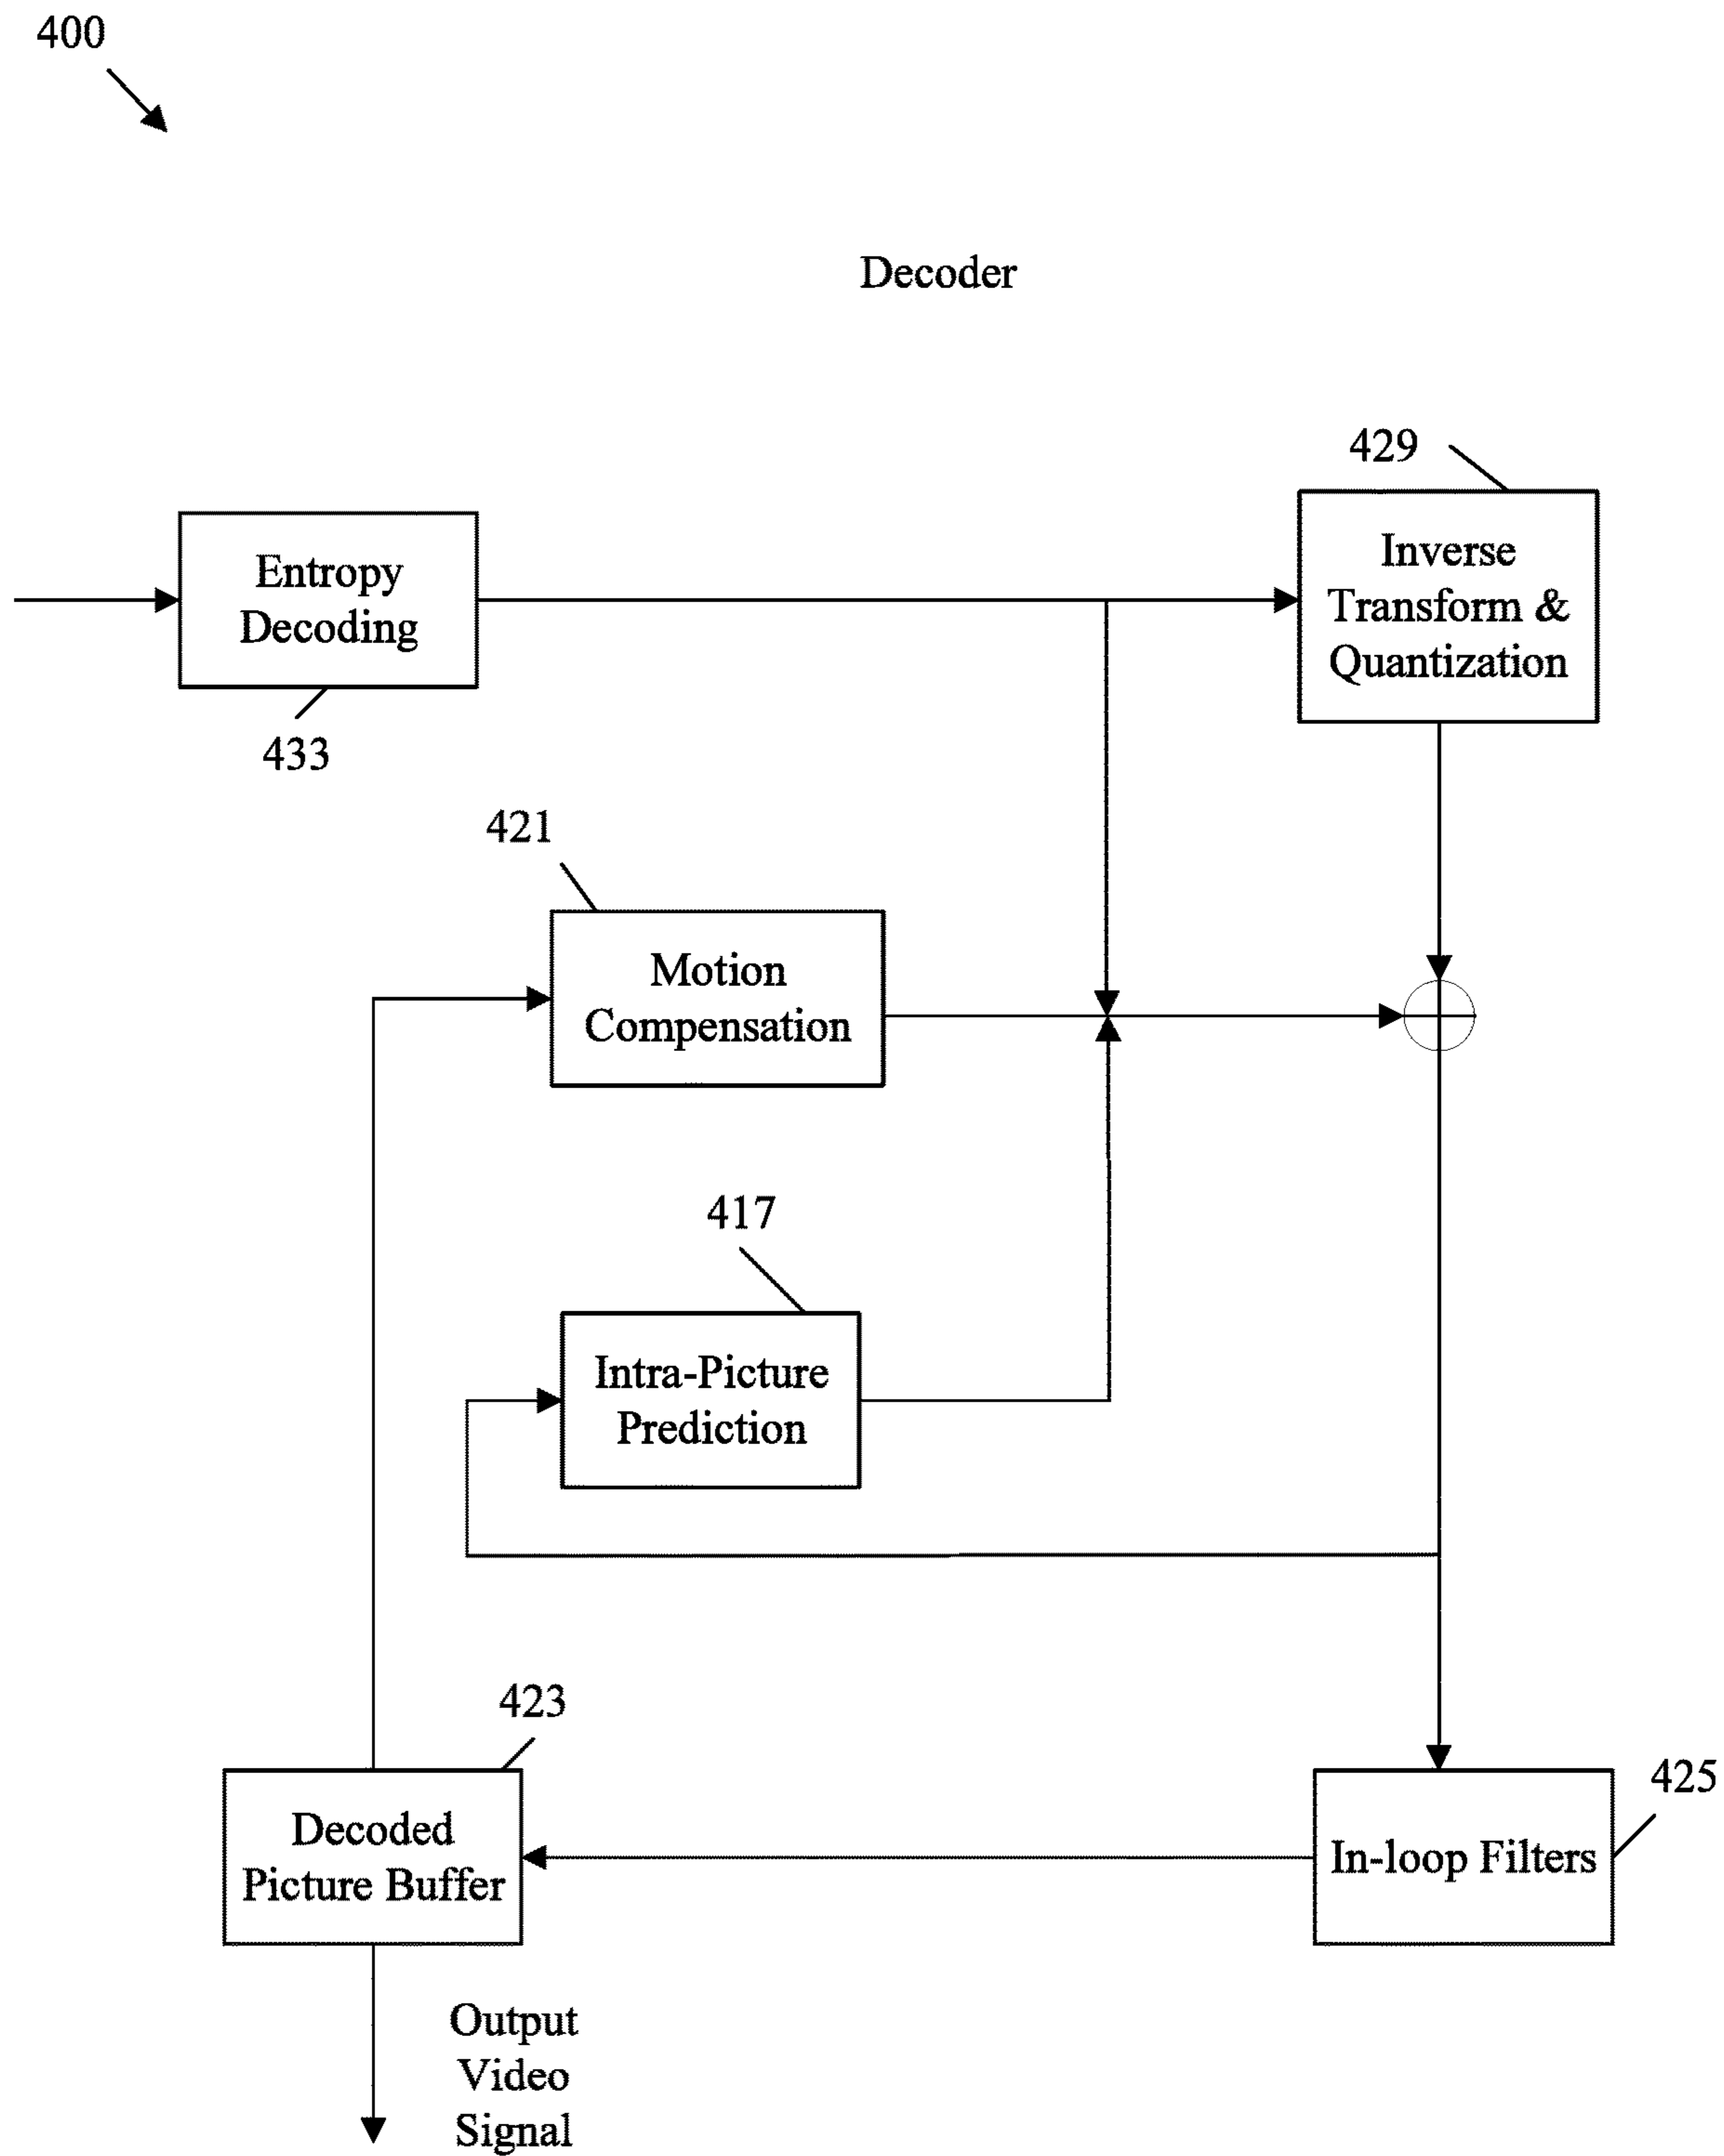 400
Decoder
429
Entropy
Decoding
Inverse
Transform &
Quantization
433
421
Motion
Compensation
417
Intra-Picture
Prediction
423
Decoded
Picture Buffer
425
In-loop Filters
Output
Video
Signal